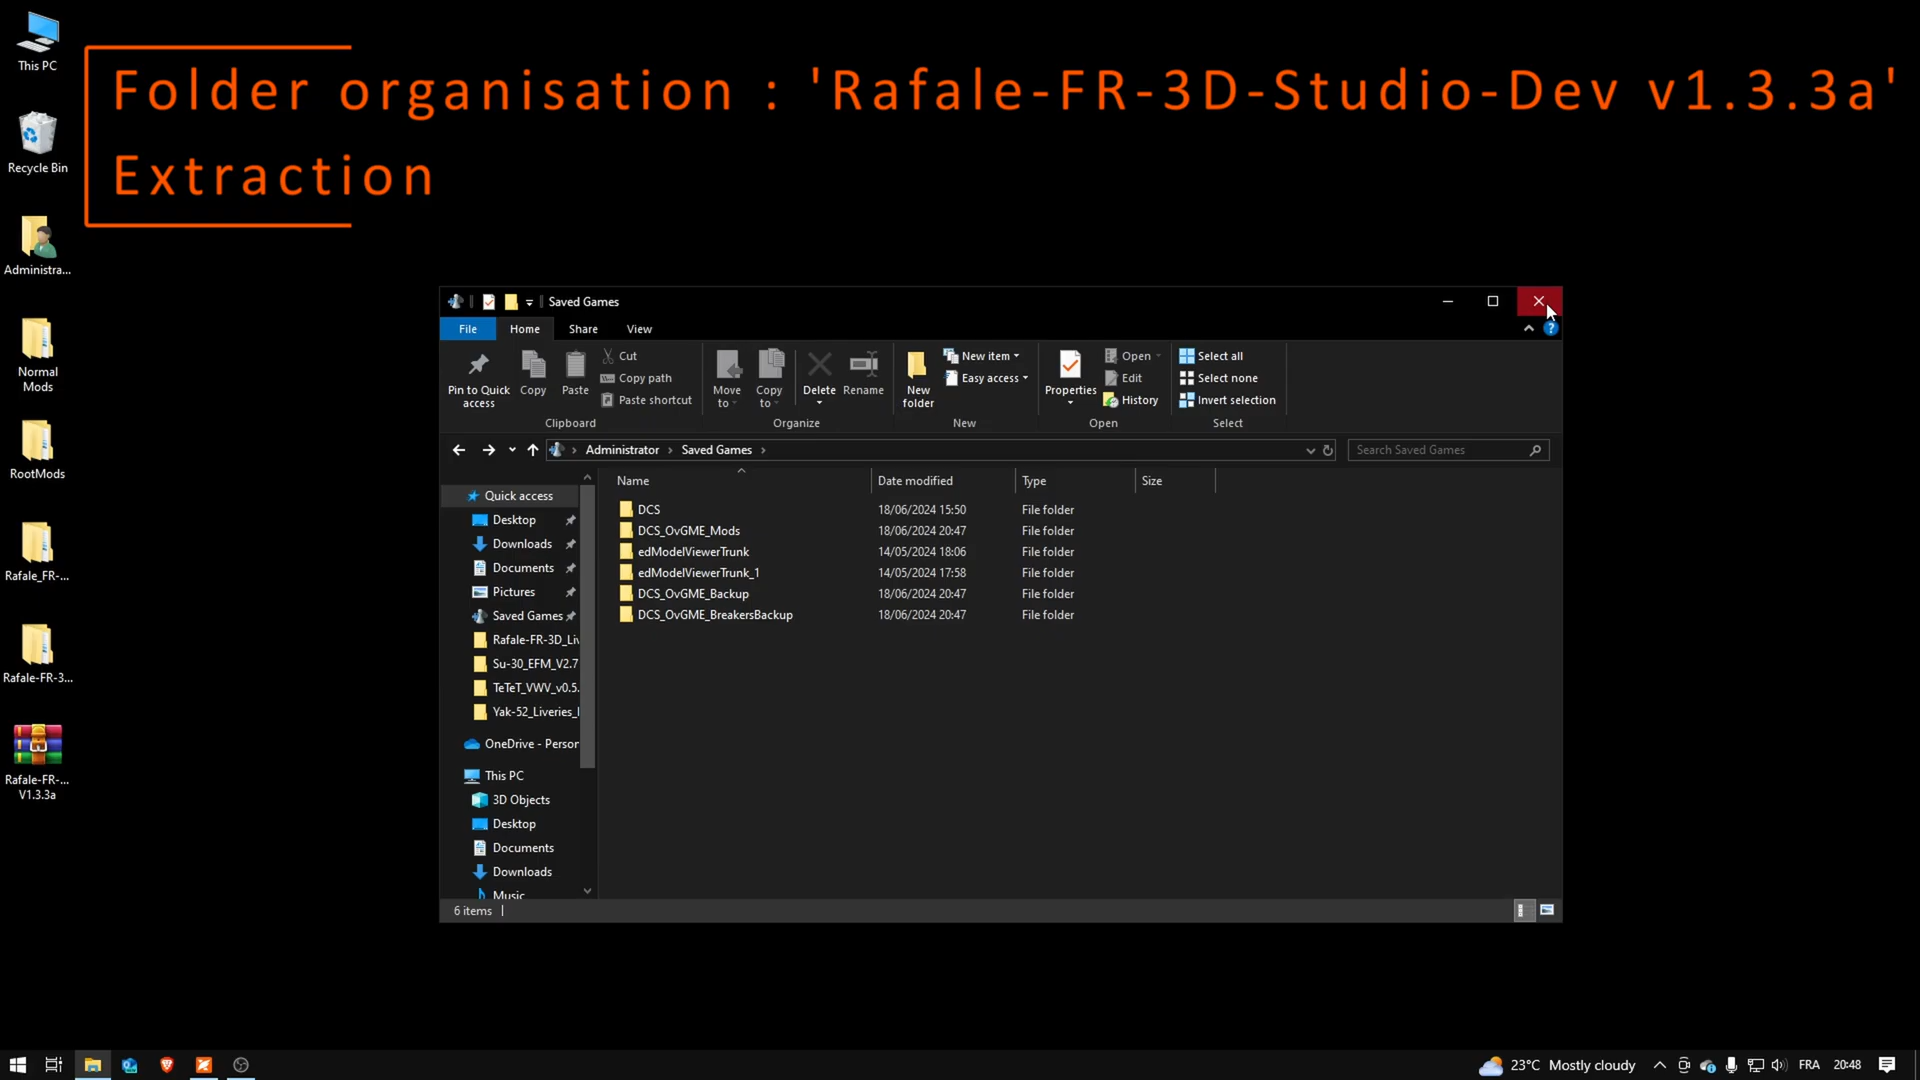 Folder organisation : 'Rafale-FR-3D-Studio-Dev v1.3.3a'
Extraction
This PC
Recycle Bin
Administra...
Normal
Mods
RootMods
Rafale_FR-...
Rafale-FR-3...
Rafale-FR-...
V1.3.3a
Saved Games
File Home Share View
Pin to Quick
access
Copy
Paste
Cut
Copy path
Paste shortcut
Clipboard
Move
to
Copy
to
Delete
Rename
Organize
New
folder
New item
Easy access
New
Properties
Open
Edit
History
Open
Select all
Select none
Invert selection
Select
Administrator > Saved Games >
Search Saved Games
Name Date modified Type Size
DCS 18/06/2024 15:50 File folder
DCS_OvGME_Mods 18/06/2024 20:47 File folder
edModelViewerTrunk 14/05/2024 18:06 File folder
edModelViewerTrunk_1 14/05/2024 17:58 File folder
DCS_OvGME_Backup 18/06/2024 20:47 File folder
DCS_OvGME_BreakersBackup 18/06/2024 20:47 File folder
Quick access
Desktop
Downloads
Documents
Pictures
Saved Games
Rafale-FR-3D_Liv
Su-30_EFM_V2.7
TeTeT_VWV_v0.5.
Yak-52_Liveries_
OneDrive - Person
This PC
3D Objects
Desktop
Documents
Downloads
Music
6 items
23°C Mostly cloudy
FRA
20:48